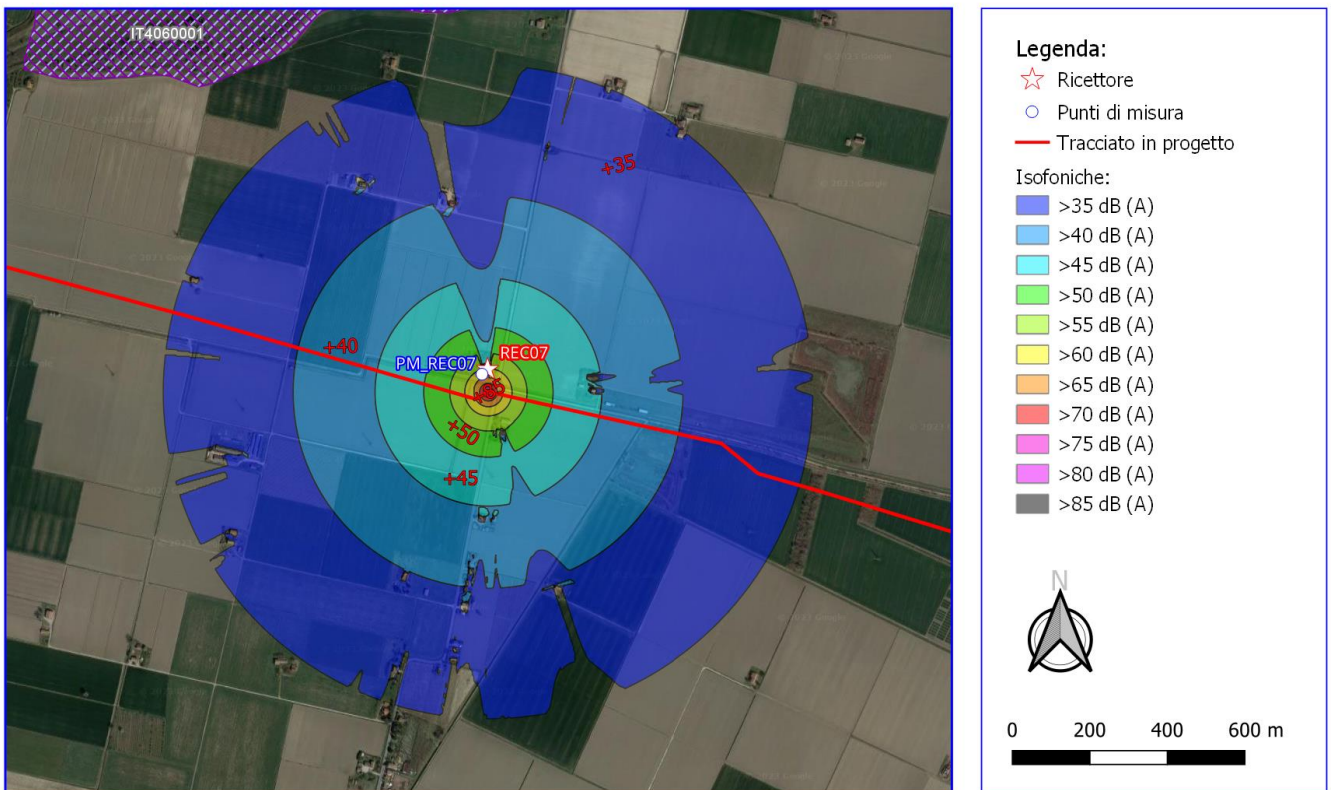 IT4060001
+35
+40
PM_REC07
REC07
+50
+45
Legenda:
Ricettore
Punti di misura
Tracciato in progetto
Isofoniche:
>35 dB (A)
>40 dB (A)
>45 dB (A)
>50 dB (A)
>55 dB (A)
>60 dB (A)
>65 dB (A)
>70 dB (A)
>75 dB (A)
>80 dB (A)
>85 dB (A)
N
0 200 400 600 m